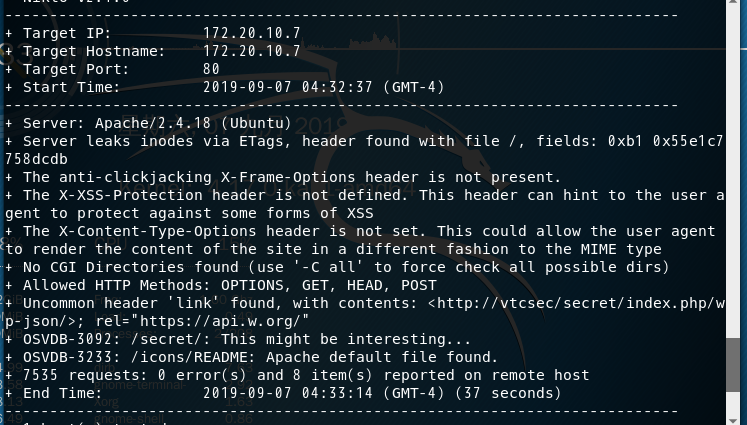 ---------------------------------------------------------------------------
+ Target IP:          172.20.10.7
+ Target Hostname:    172.20.10.7
+ Target Port:        80
+ Start Time:         2019-09-07 04:32:37 (GMT-4)
---------------------------------------------------------------------------
+ Server: Apache/2.4.18 (Ubuntu)
+ Server leaks inodes via ETags, header found with file /, fields: 0xb1 0x55e1c7
758dcdb
+ The anti-clickjacking X-Frame-Options header is not present.
+ The X-XSS-Protection header is not defined. This header can hint to the user a
gent to protect against some forms of XSS
+ The X-Content-Type-Options header is not set. This could allow the user agent
to render the content of the site in a different fashion to the MIME type
+ No CGI Directories found (use '-C all' to force check all possible dirs)
+ Allowed HTTP Methods: OPTIONS, GET, HEAD, POST
+ Uncommon header 'link' found, with contents: <http://vtcsec/secret/index.php/w
p-json/>; rel="https://api.w.org/"
+ OSVDB-3092: /secret/: This might be interesting...
+ OSVDB-3233: /icons/README: Apache default file found.
+ 7535 requests: 0 error(s) and 8 item(s) reported on remote host
+ End Time:           2019-09-07 04:33:14 (GMT-4) (37 seconds)
---------------------------------------------------------------------------